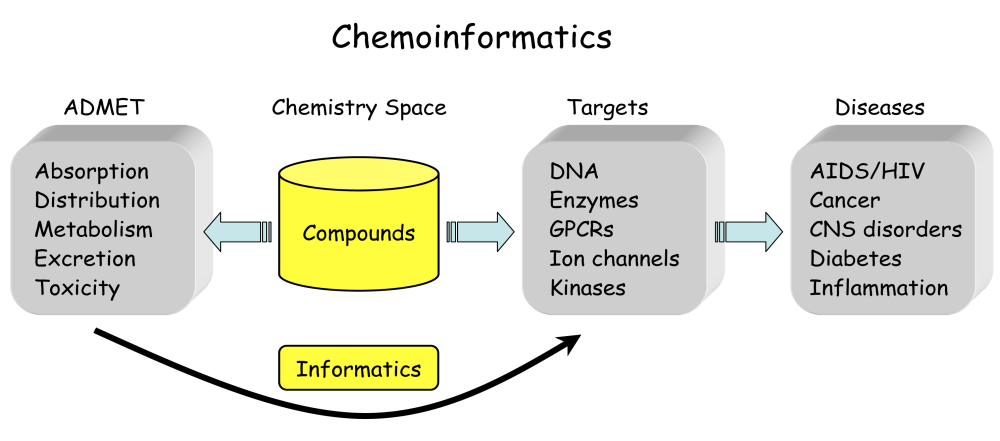 Chemoinformatics
ADMET
Absorption
Distribution
Metabolism
Excretion
Toxicity
Chemistry Space
Compounds
Informatics
Targets
DNA
Enzymes
GPCRs
Ion channels
Kinases
Diseases
AIDS/HIV
Cancer
CNS disorders
Diabetes
Inflammation